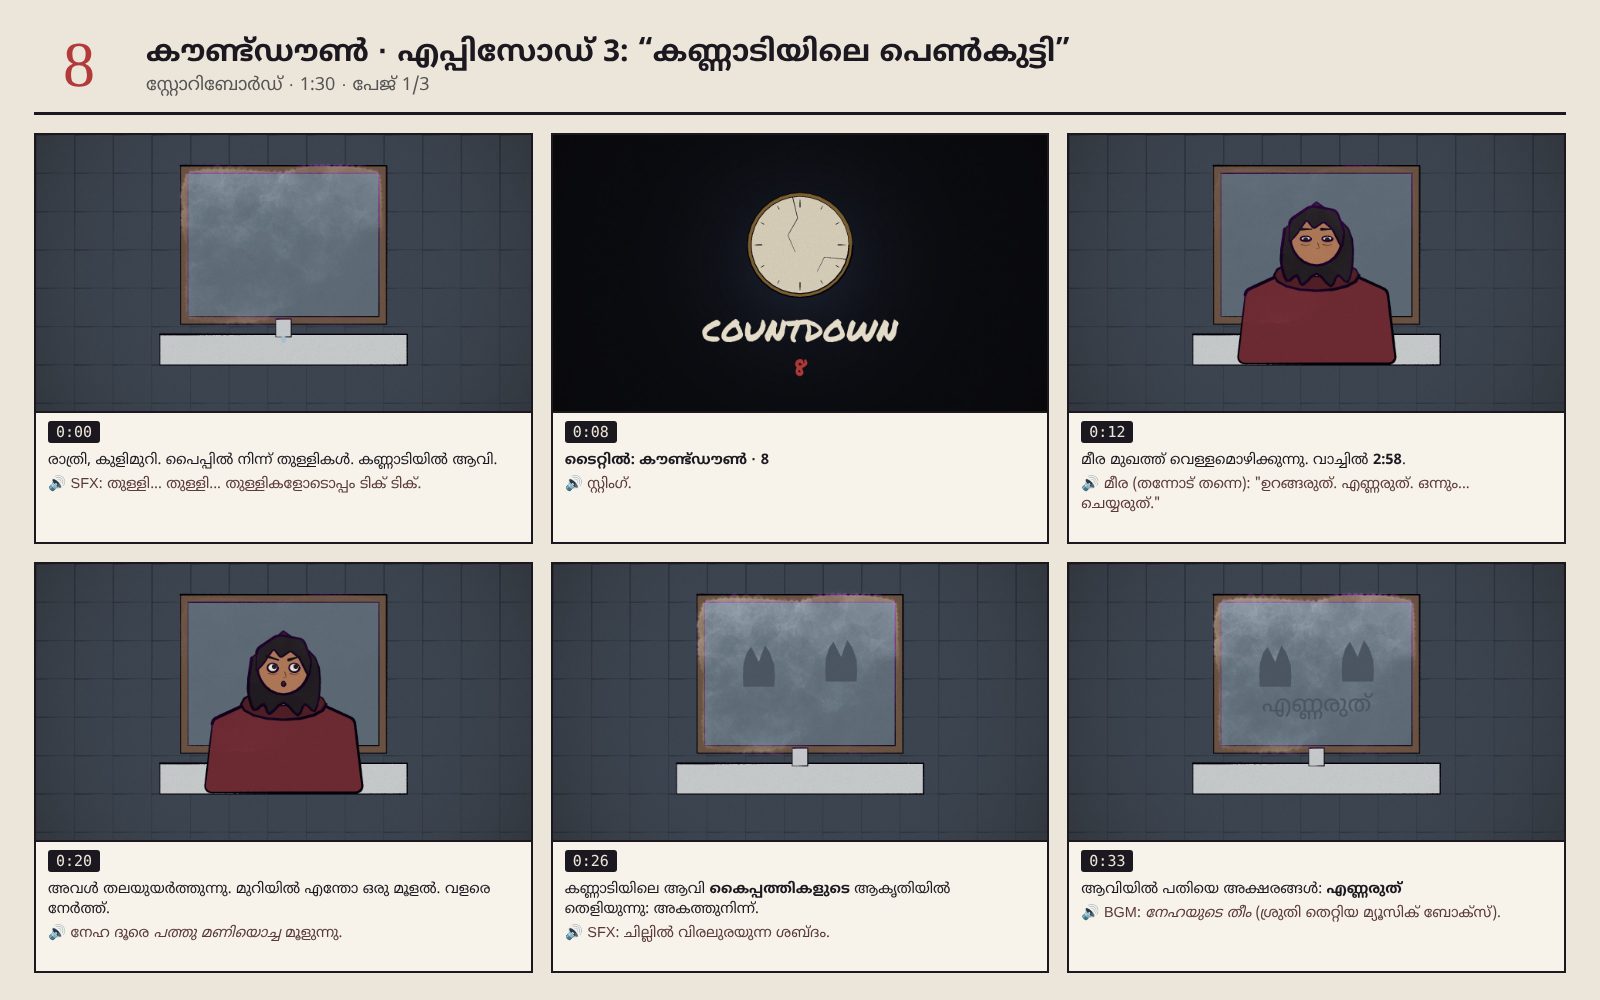 8
കൗണ്ട്ഡൗൺ · എപ്പിസോഡ് 3: “കണ്ണാടിയിലെ പെൺകുട്ടി”
സ്റ്റോറിബോർഡ് · 1:30 · പേജ് 1/3
0:00
രാത്രി, കുളിമുറി. പൈപ്പിൽ നിന്ന് തുള്ളികൾ. കണ്ണാടിയിൽ ആവി.
🔊 SFX: തുള്ളി... തുള്ളി... തുള്ളികളോടൊപ്പം ടിക് ടിക്.
COUNTDOWN
8
0:08
ടൈറ്റിൽ: കൗണ്ട്ഡൗൺ · 8
🔊 സ്റ്റിംഗ്.
0:12
മീര മുഖത്ത് വെള്ളമൊഴിക്കുന്നു. വാച്ചിൽ 2:58.
🔊 മീര (തന്നോട് തന്നെ): "ഉറങ്ങരുത്. എണ്ണരുത്. ഒന്നും...
ചെയ്യരുത്."
0:20
അവൾ തലയുയർത്തുന്നു. മുറിയിൽ എന്തോ ഒരു മൂളൽ. വളരെ
നേർത്ത്.
🔊 നേഹ ദൂരെ പത്തു മണിയൊച്ച മൂളുന്നു.
0:26
കണ്ണാടിയിലെ ആവി കൈപ്പത്തികളുടെ ആകൃതിയിൽ
തെളിയുന്നു: അകത്തുനിന്ന്.
🔊 SFX: ചില്ലിൽ വിരലുരയുന്ന ശബ്ദം.
എണ്ണരുത്
0:33
ആവിയിൽ പതിയെ അക്ഷരങ്ങൾ: എണ്ണരുത്
🔊 BGM: നേഹയുടെ തീം (ശ്രുതി തെറ്റിയ മ്യൂസിക് ബോക്സ്).